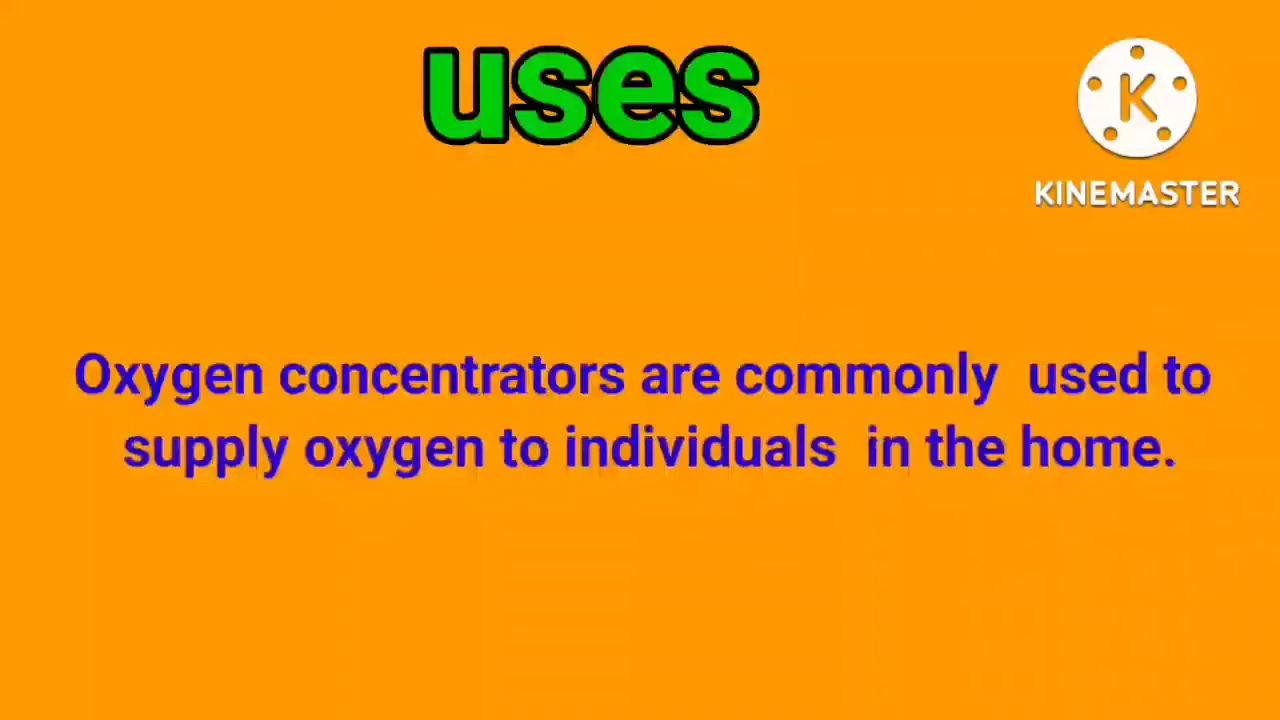 uses
K
KINEMASTER
Oxygen concentrators are commonly  used to
supply oxygen to individuals  in the home.